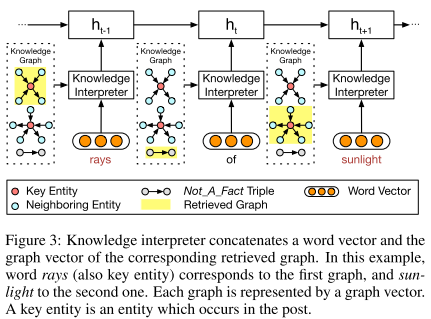 h t-1
h t
h t+1
Knowledge
Graph
Knowledge
Interpreter
Knowledge
Graph
Knowledge
Interpreter
Knowledge
Graph
Knowledge
Interpreter
rays
of
sunlight
Key Entity
Not_A_Fact Triple
Word Vector
Neighboring Entity
Retrieved Graph
Figure 3: Knowledge interpreter concatenates a word vector and the
graph vector of the corresponding retrieved graph. In this example,
word rays (also key entity) corresponds to the first graph, and sun-
light to the second one. Each graph is represented by a graph vector.
A key entity is an entity which occurs in the post.